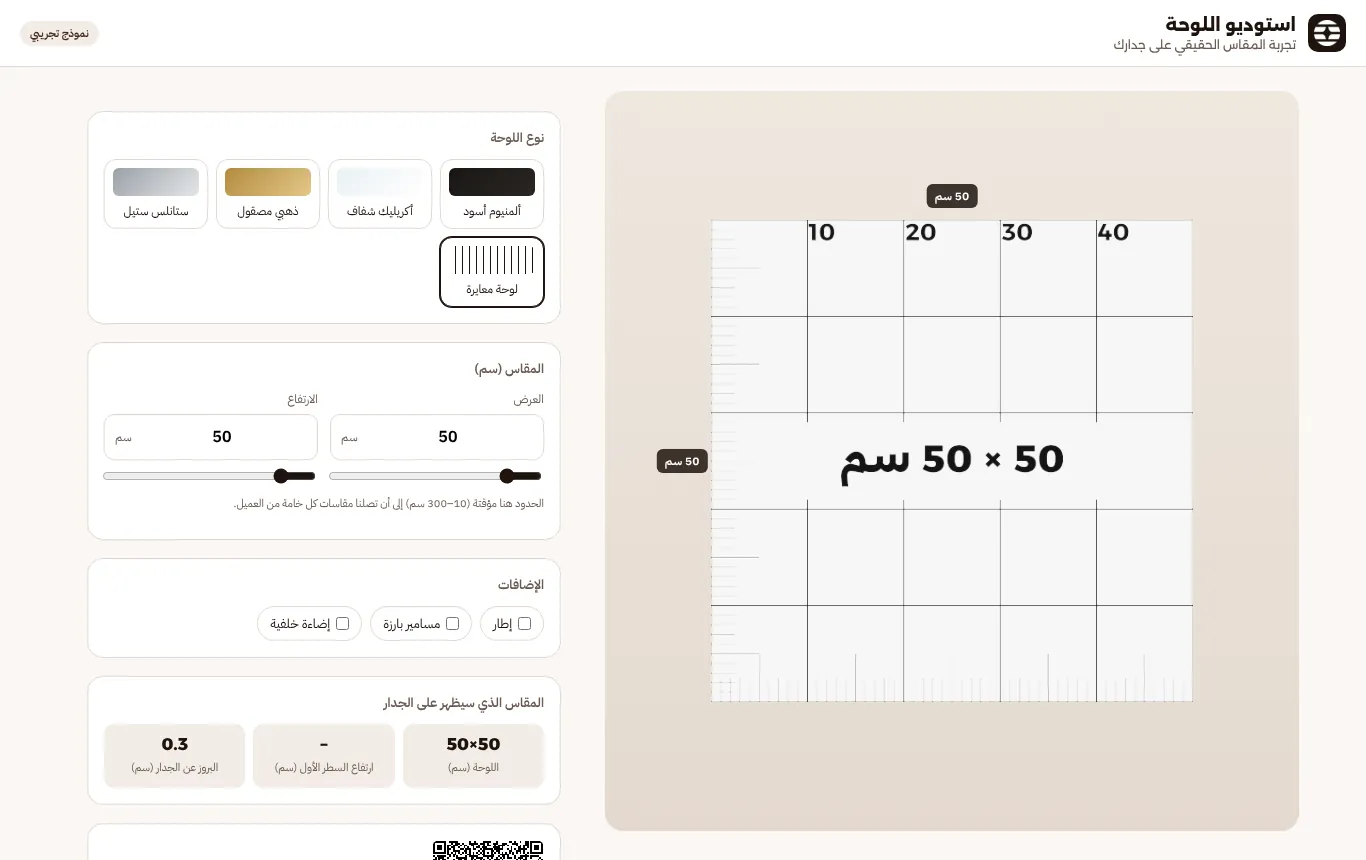 استوديو اللوحة
تجربة المقاس الحقيقي على جدارك
نموذج تجريبي
50 سم
10 20 30 40
50 × 50 سم
50 سم
نوع اللوحة
ألمنيوم أسود
أكريليك شفاف
ذهبي مصقول
ستانلس ستيل
لوحة معايرة
المقاس (سم)
العرض
50 سم
الارتفاع
50 سم
الحدود هنا مؤقتة (10–300 سم) إلى أن تصلنا مقاسات كل خامة من العميل.
الإضافات
إطار
مسامير بارزة
إضاءة خلفية
المقاس الذي سيظهر على الجدار
50×50
اللوحة (سم)
–
ارتفاع السطر الأول (سم)
0.3
البروز عن الجدار (سم)